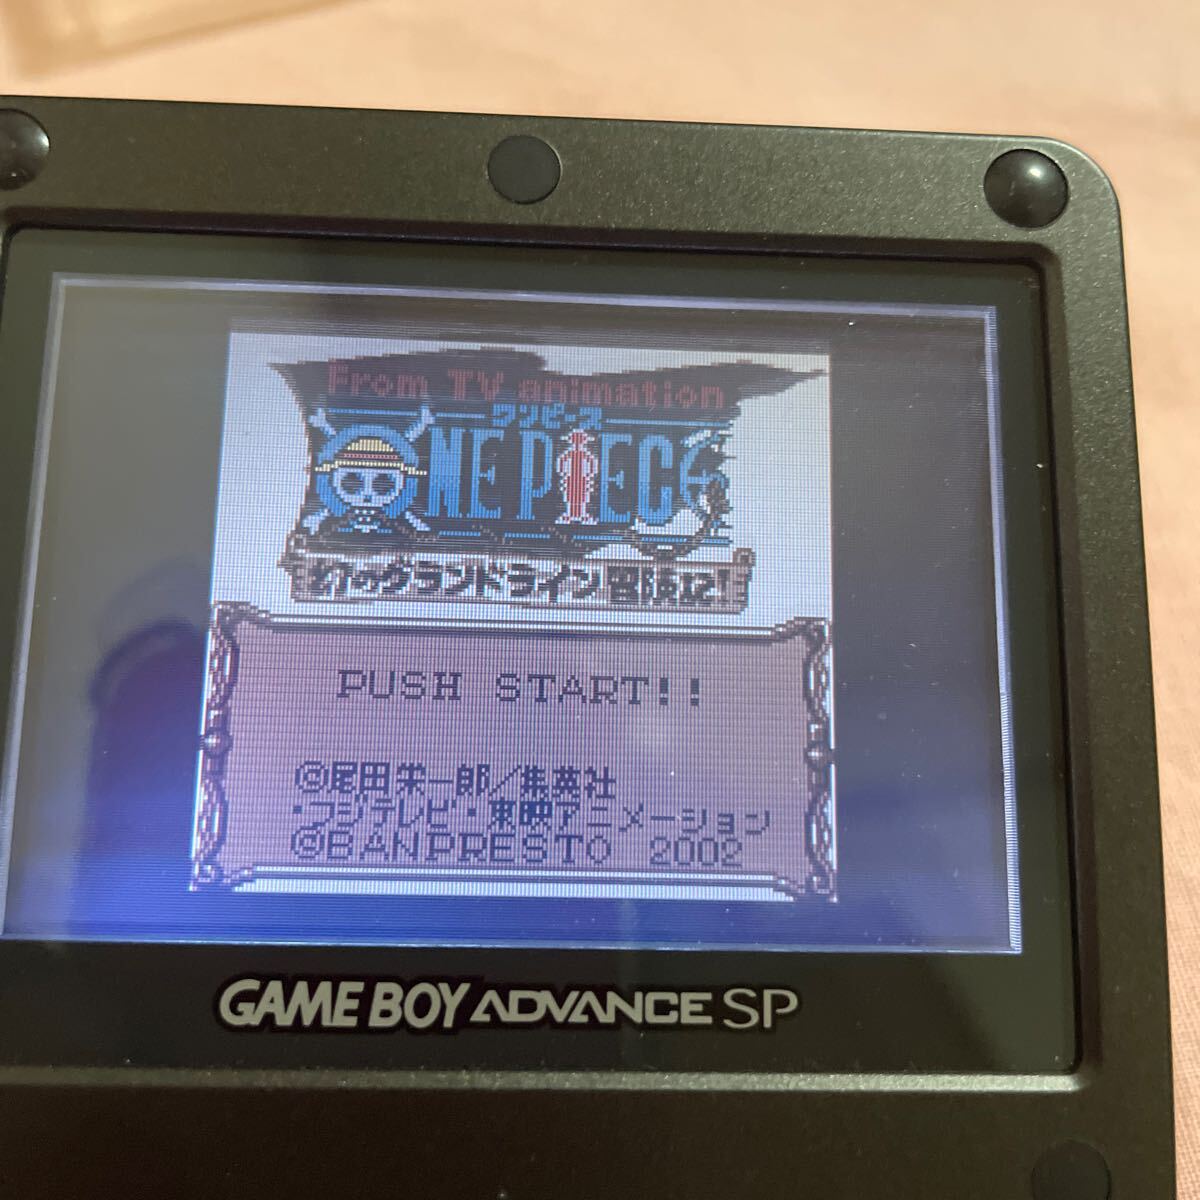 From TV animation
ワンピース
ONE PIECE
幻のグランドライン冒険記!
PUSH START!!
©尾田栄一郎/集英社
・フジテレビ・東映アニメーション
©BANPRESTO 2002
GAME BOY ADVANCE SP